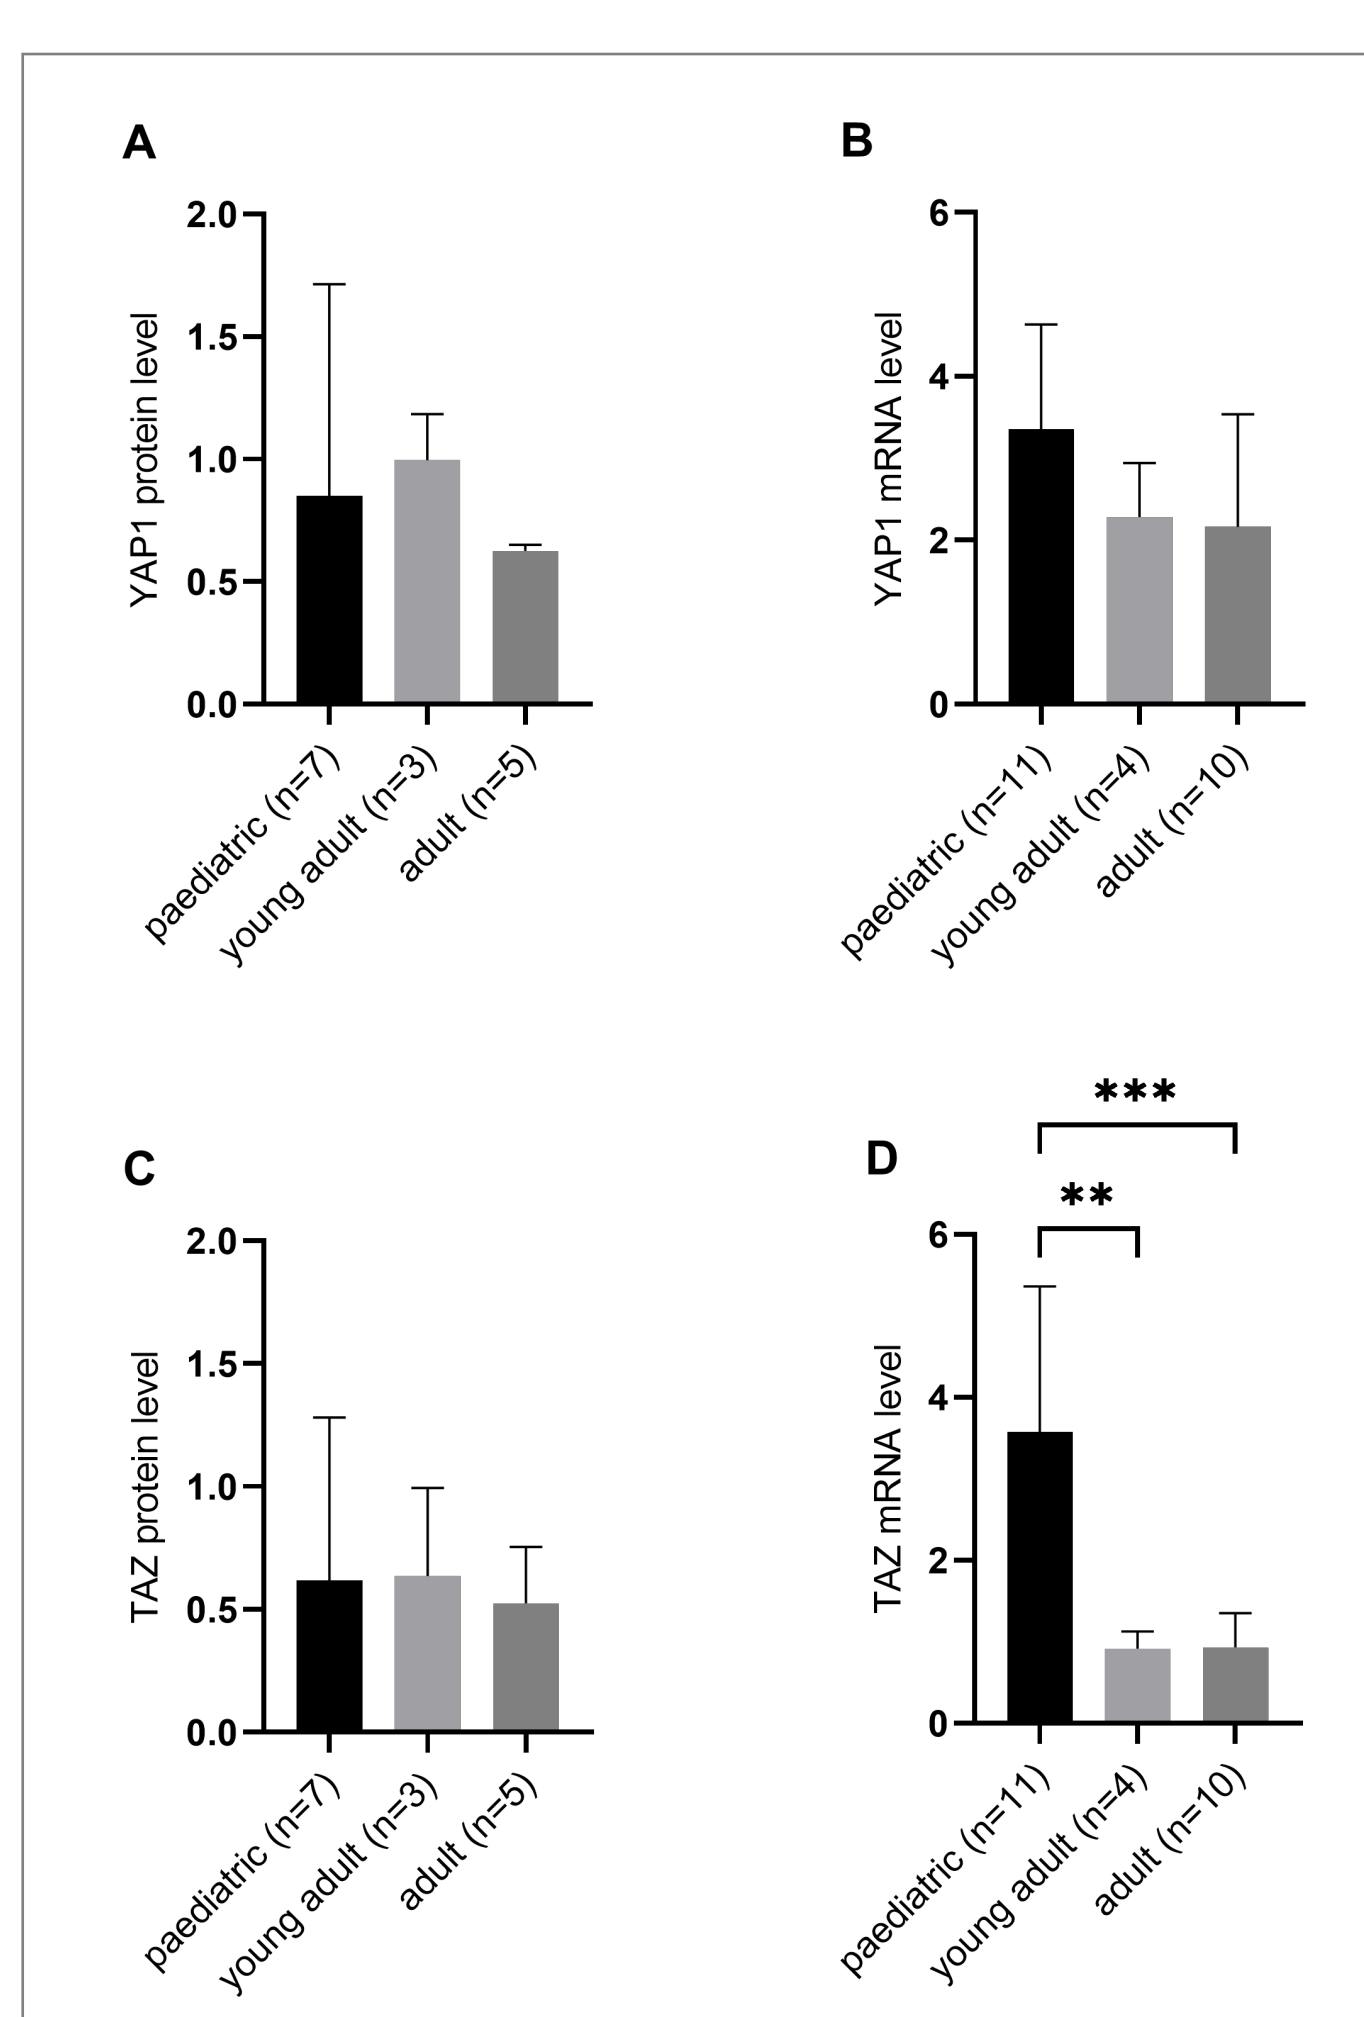 A
2.0
1.5
1.0
0.5
0.0
YAP1 protein level
paediatric (n=7)
young adult (n=3)
adult (n=5)
B
6
4
2
0
YAP1 mRNA level
paediatric (n=11)
young adult (n=4)
adult (n=10)
C
2.0
1.5
1.0
0.5
0.0
TAZ protein level
paediatric (n=7)
young adult (n=3)
adult (n=5)
D
***
**
6
4
2
0
TAZ mRNA level
paediatric (n=11)
young adult (n=4)
adult (n=10)